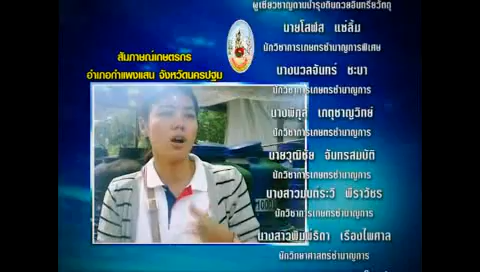 ผู้เชี่ยวชาญด้านบำรุงดินด้วยอินทรียวัตถุ
นายโสฬส แซ่ลิ้ม
นักวิชาการเกษตรชำนาญการพิเศษ
สัมภาษณ์เกษตรกร
อำเภอกำแพงแสน จังหวัดนครปฐม
นางนวลจันทร์ ชะบา
นักวิชาการเกษตรชำนาญการ
นางพิกุล เกตุชาญวิทย์
นักวิชาการเกษตรชำนาญการ
นายวุฒิชัย จันทรสมบัติ
นักวิชาการเกษตรชำนาญการ
นางสาวมนต์ระวี พีราวัชร
นักวิชาการเกษตรชำนาญการ
นางสาวพิมพ์ธิดา เรืองไพศาล
นักวิทยาศาสตร์ชำนาญการ